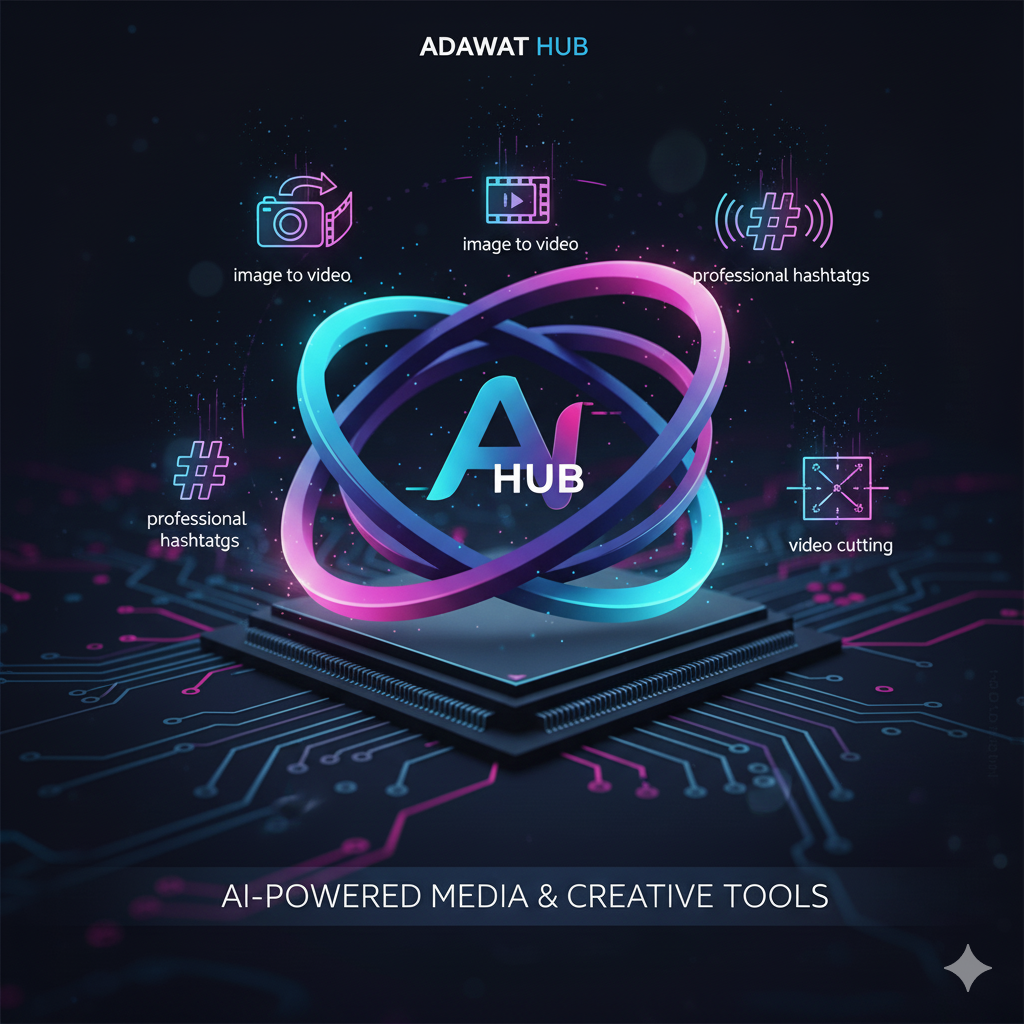 ADAWAT HUB
image to video
image to video
professional hashtatgs
AI
HUB
professional
hashtatgs
video cutting
AI-POWERED MEDIA & CREATIVE TOOLS